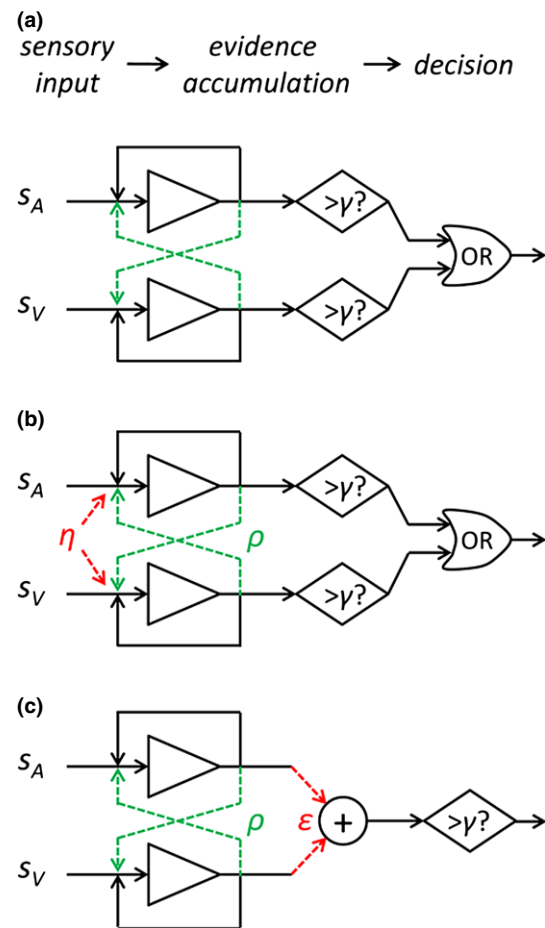 (a)
sensory input → evidence accumulation → decision
S_A
>γ?
OR
S_V
>γ?
(b)
S_A
>γ?
η
ρ
OR
S_V
>γ?
(c)
S_A
ρ
ε
+
>γ?
S_V